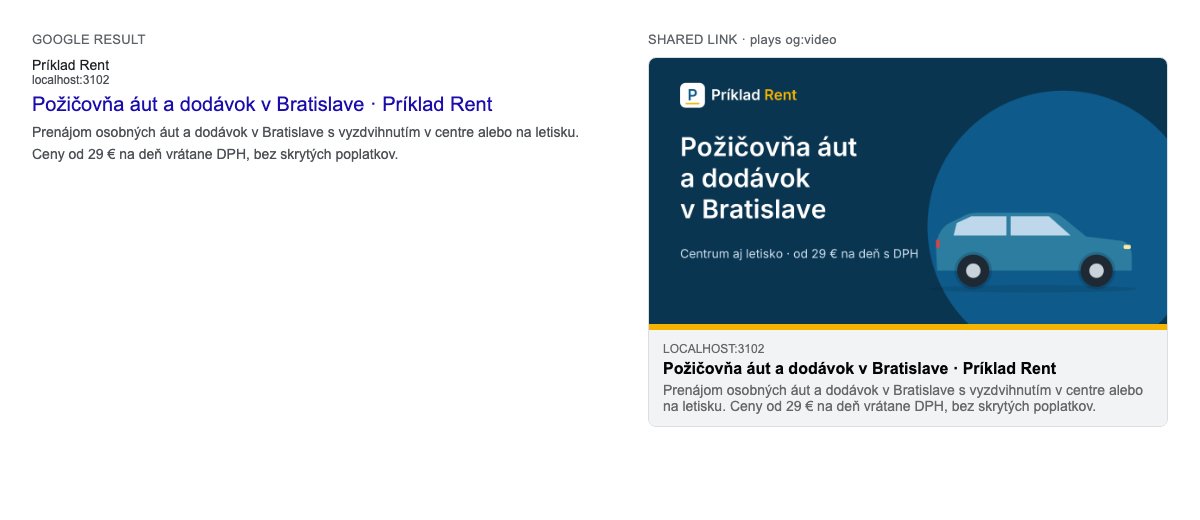 GOOGLE RESULT
Príklad Rent
localhost:3102
Požičovňa áut a dodávok v Bratislave · Príklad Rent
Prenájom osobných áut a dodávok v Bratislave s vyzdvihnutím v centre alebo na letisku.
Ceny od 29 € na deň vrátane DPH, bez skrytých poplatkov.
SHARED LINK · plays og:video
P Príklad Rent
Požičovňa áut
a dodávok
v Bratislave
Centrum aj letisko · od 29 € na deň s DPH
LOCALHOST:3102
Požičovňa áut a dodávok v Bratislave · Príklad Rent
Prenájom osobných áut a dodávok v Bratislave s vyzdvihnutím v centre alebo
na letisku. Ceny od 29 € na deň vrátane DPH, bez skrytých poplatkov.